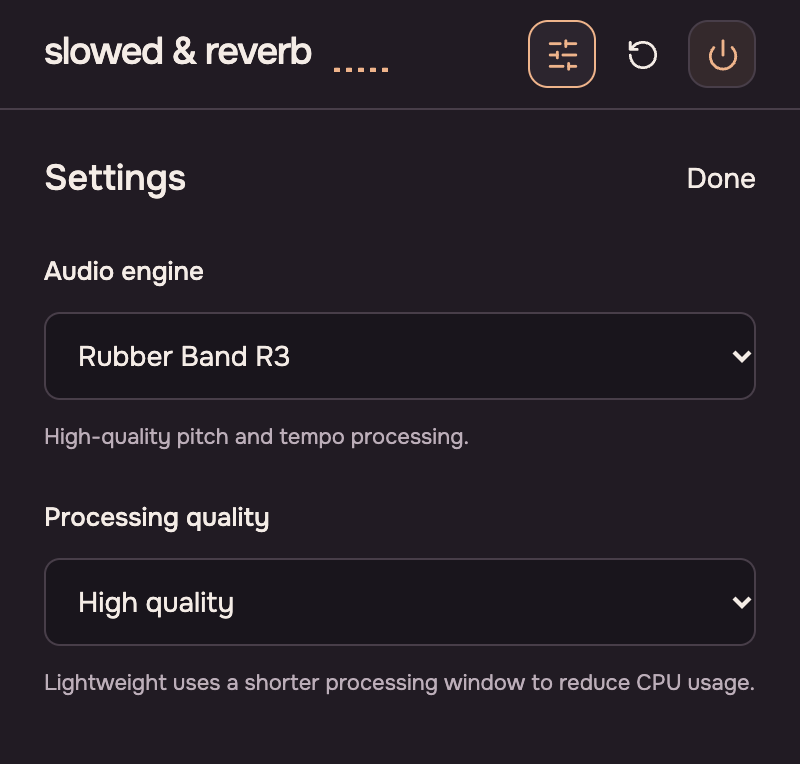 slowed & reverb
Settings
Done
Audio engine
Rubber Band R3
High-quality pitch and tempo processing.
Processing quality
High quality
Lightweight uses a shorter processing window to reduce CPU usage.